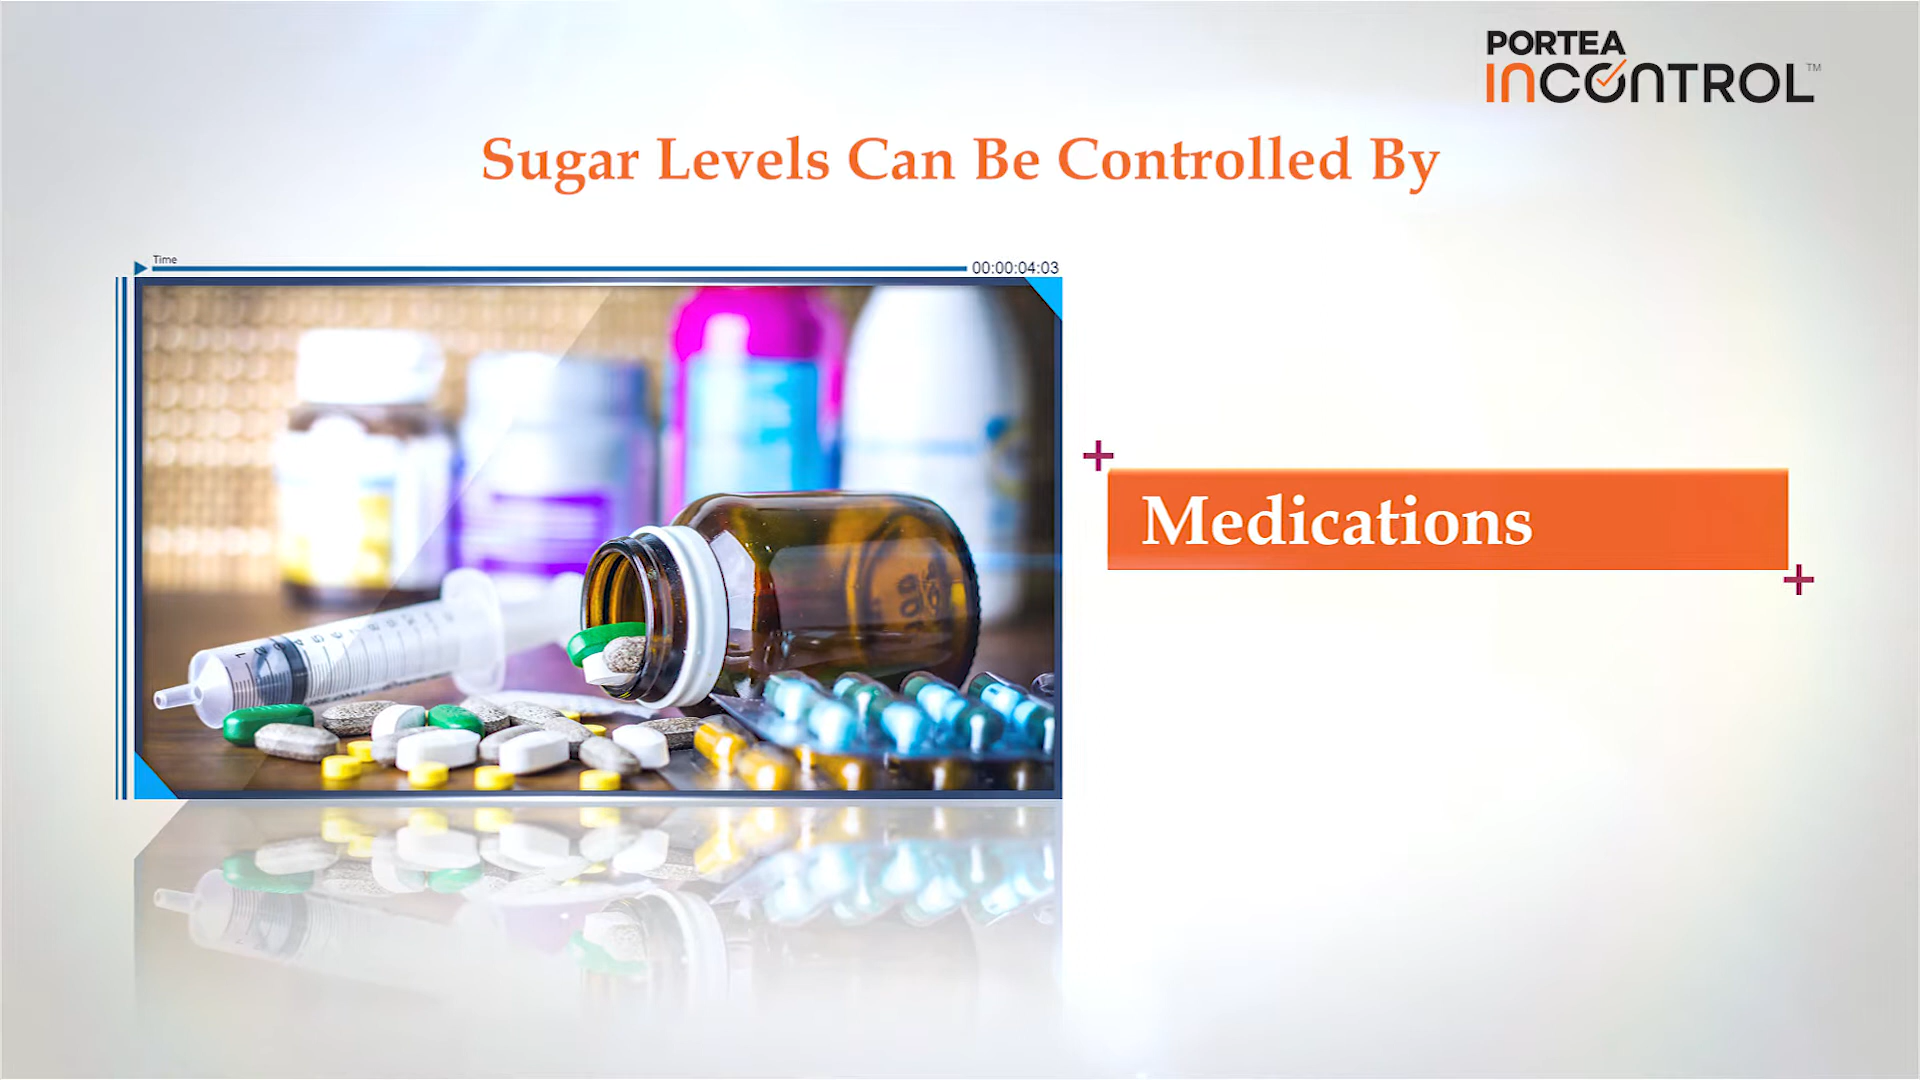 PORTEA
INCONTROL™
Sugar Levels Can Be Controlled By
Time
00:00:04:03
Medications